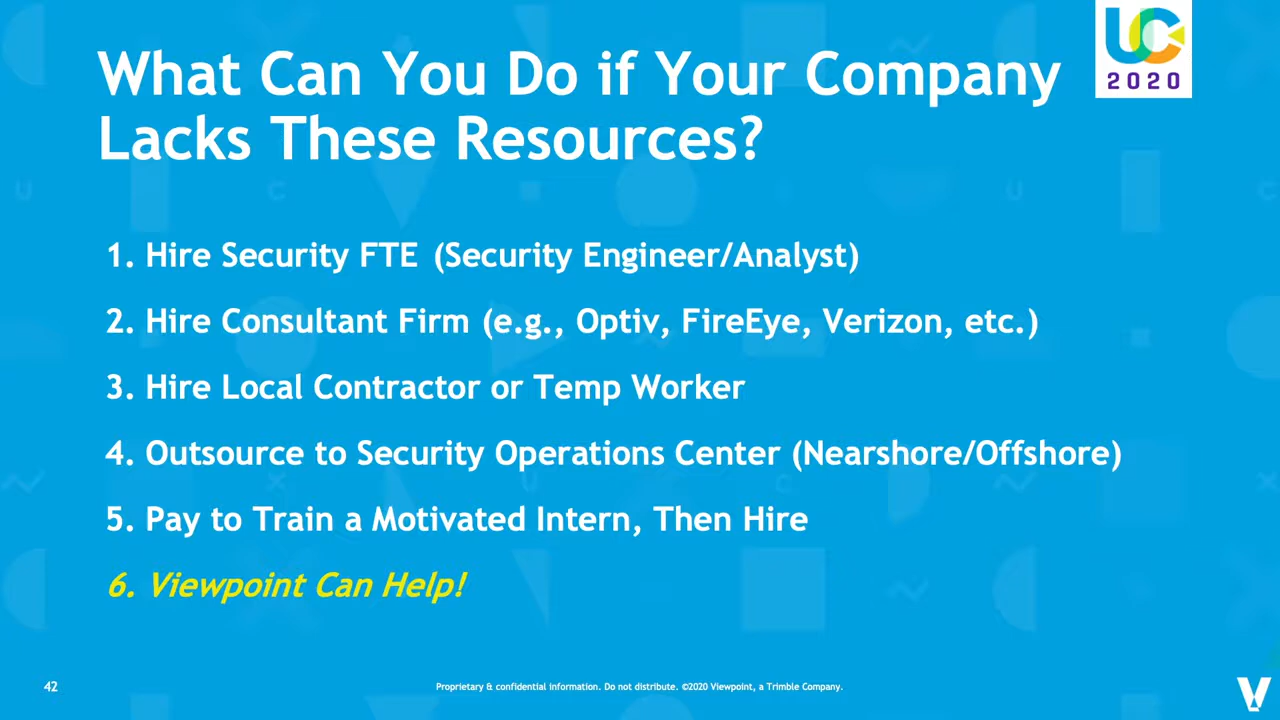 What Can You Do if Your Company
Lacks These Resources?
UC
2020
1. Hire Security FTE (Security Engineer/Analyst)
2. Hire Consultant Firm (e.g., Optiv, FireEye, Verizon, etc.)
3. Hire Local Contractor or Temp Worker
4. Outsource to Security Operations Center (Nearshore/Offshore)
5. Pay to Train a Motivated Intern, Then Hire
6. Viewpoint Can Help!
42
Proprietary & confidential information. Do not distribute. ©2020 Viewpoint, a Trimble Company.